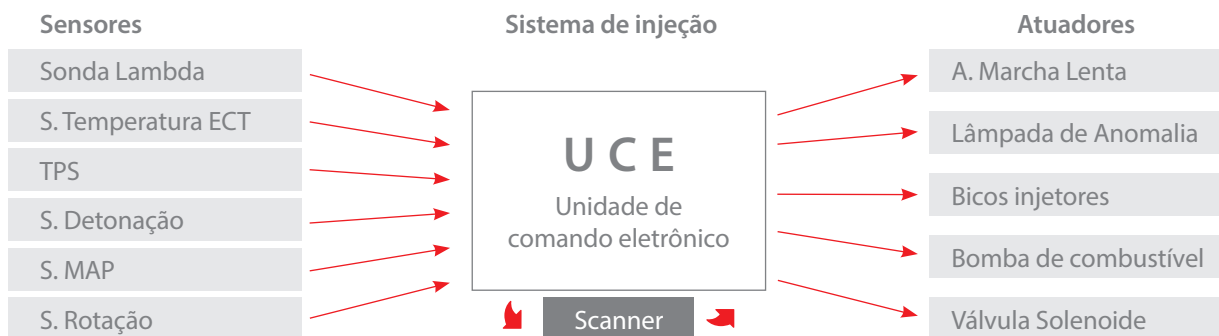 Sensores
Sonda Lambda
S. Temperatura ECT
TPS
S. Detonação
S. MAP
S. Rotação
Sistema de injeção
U C E
Unidade de
comando eletrônico
Scanner
Atuadores
A. Marcha Lenta
Lâmpada de Anomalia
Bicos injetores
Bomba de combustível
Válvula Solenoide